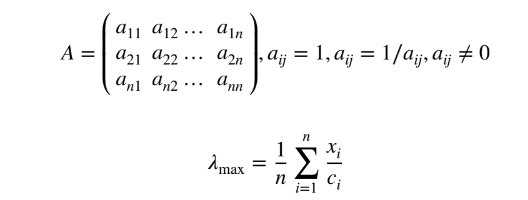 A = ( a₁₁ a₁₂ … a₁ₙ
a₂₁ a₂₂ … a₂ₙ
aₙ₁ aₙ₂ … aₙₙ ), aᵢⱼ = 1, aᵢⱼ = 1/aᵢⱼ, aᵢⱼ ≠ 0
λₘₐₓ = 1/n ∑ᵢ₌₁ⁿ xᵢ/cᵢ